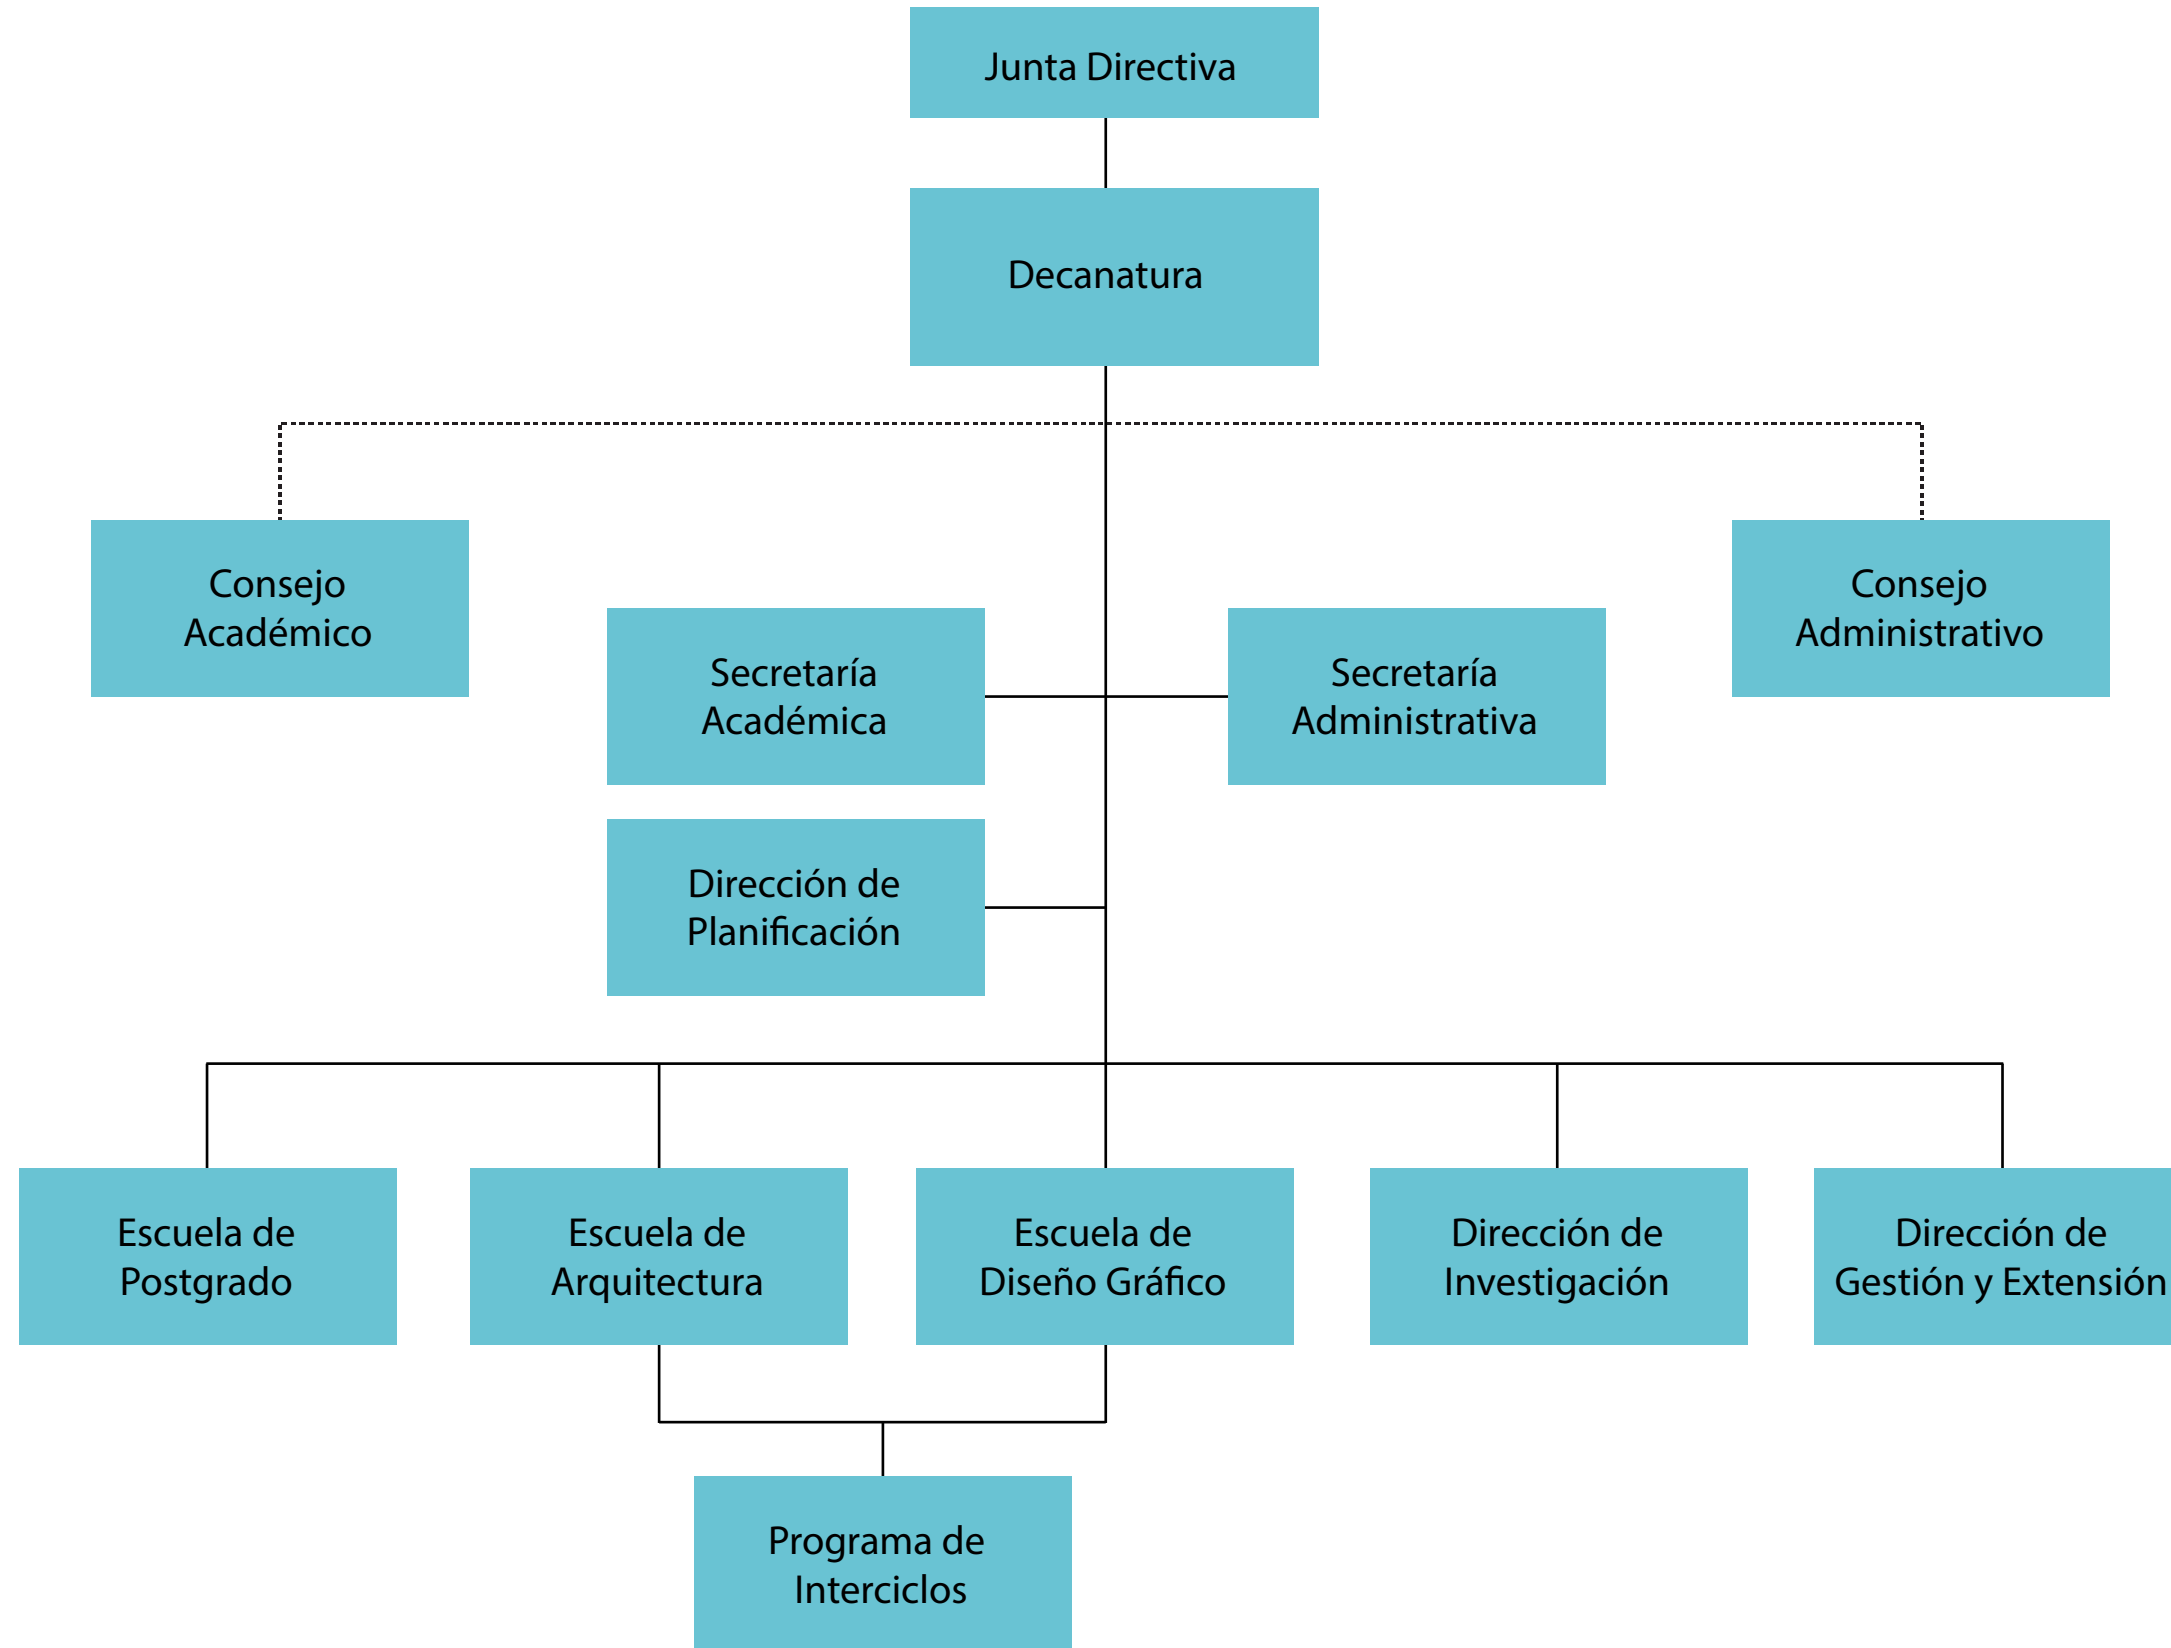 Junta Directiva
Decanatura
Consejo
Académico
Consejo
Administrativo
Secretaría
Académica
Secretaría
Administrativa
Dirección de
Planificación
Escuela de
Postgrado
Escuela de
Arquitectura
Escuela de
Diseño Gráfico
Dirección de
Investigación
Dirección de
Gestión y Extensión
Programa de
Interciclos